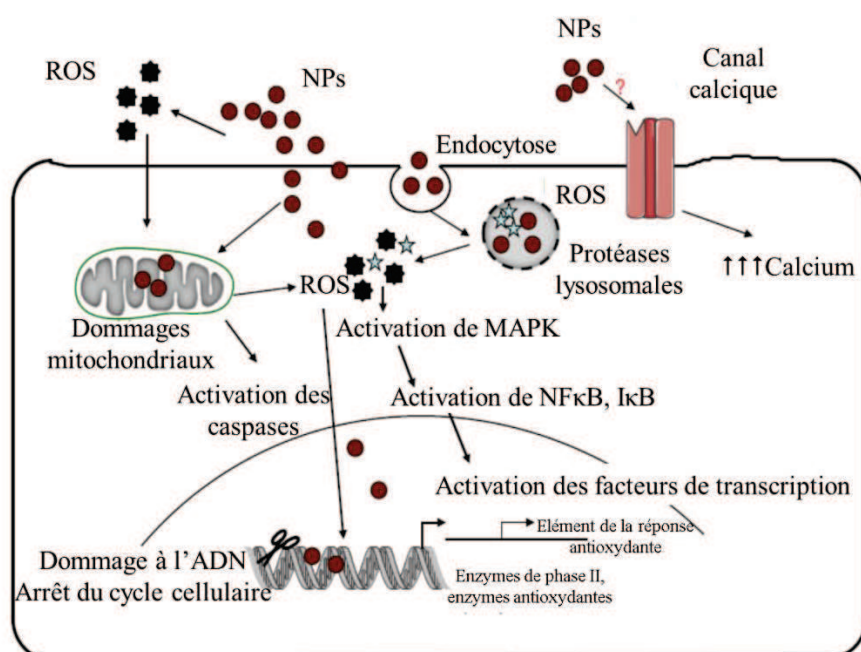 NPs
ROS
NPs
Canal
calcique
?
Endocytose
ROS
Protéases
lysosomales
↑↑↑Calcium
ROS
Dommages
mitochondriaux
Activation de MAPK
Activation des
caspases
Activation de NFκB, IκB
Activation des facteurs de transcription
Elément de la réponse
antioxydante
Dommage à l’ADN
Arrêt du cycle cellulaire
Enzymes de phase II,
enzymes antioxydantes